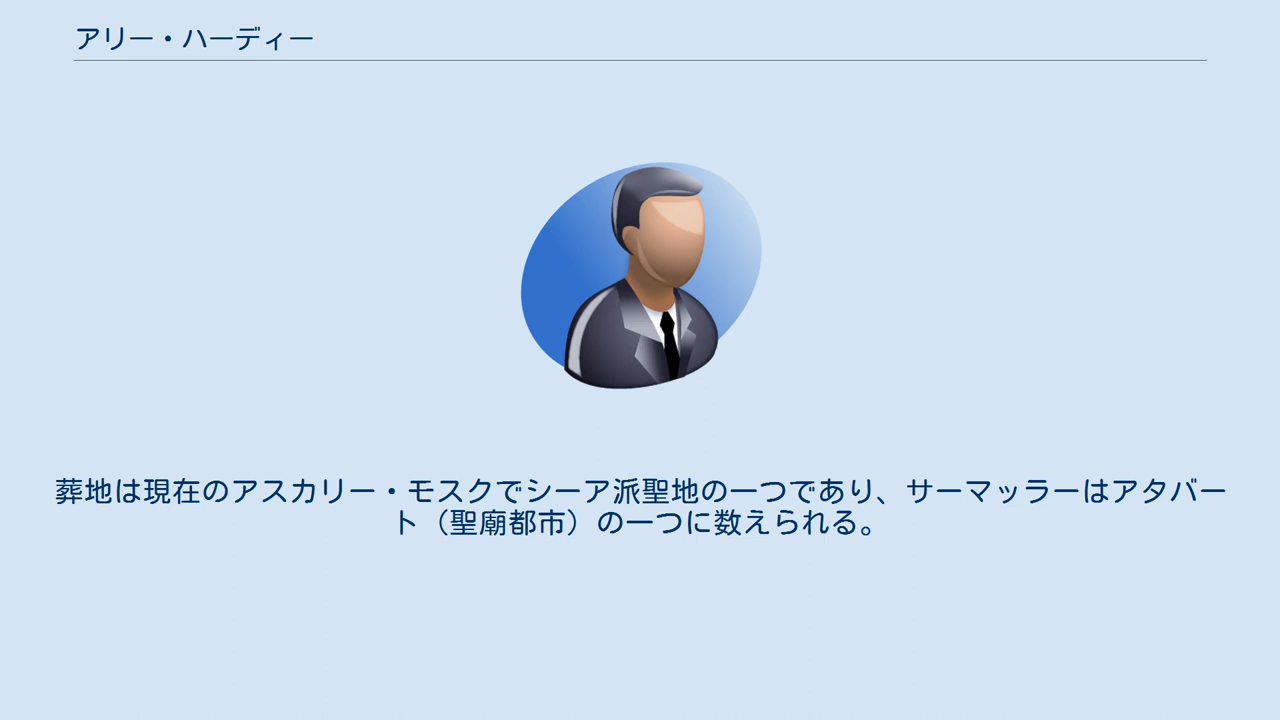 アリー・ハーディー
葬地は現在のアスカリー・モスクでシーア派聖地の一つであり、サーマッラーはアタバー
ト（聖廟都市）の一つに数えられる。